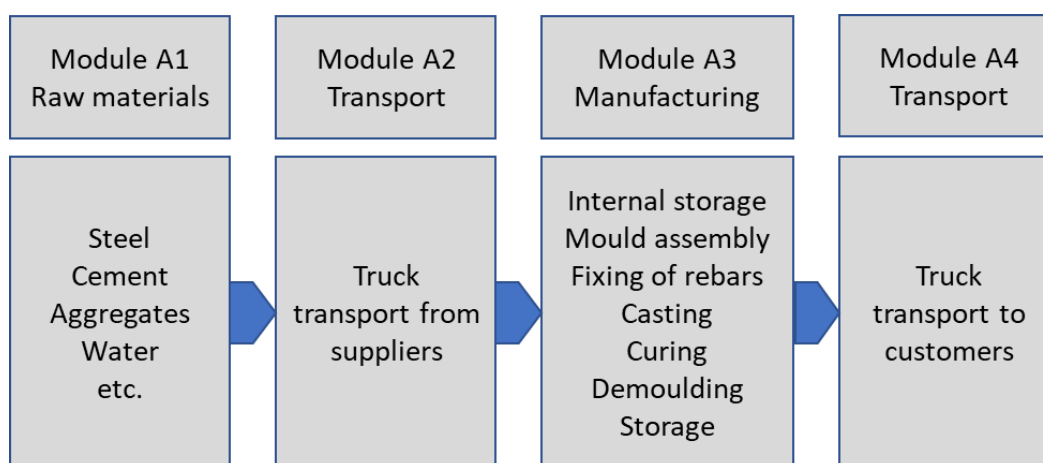 Module A1
Raw materials
Module A2
Transport
Module A3
Manufacturing
Module A4
Transport
Steel
Cement
Aggregates
Water
etc.
Truck
transport from
suppliers
Internal storage
Mould assembly
Fixing of rebars
Casting
Curing
Demoulding
Storage
Truck
transport to
customers